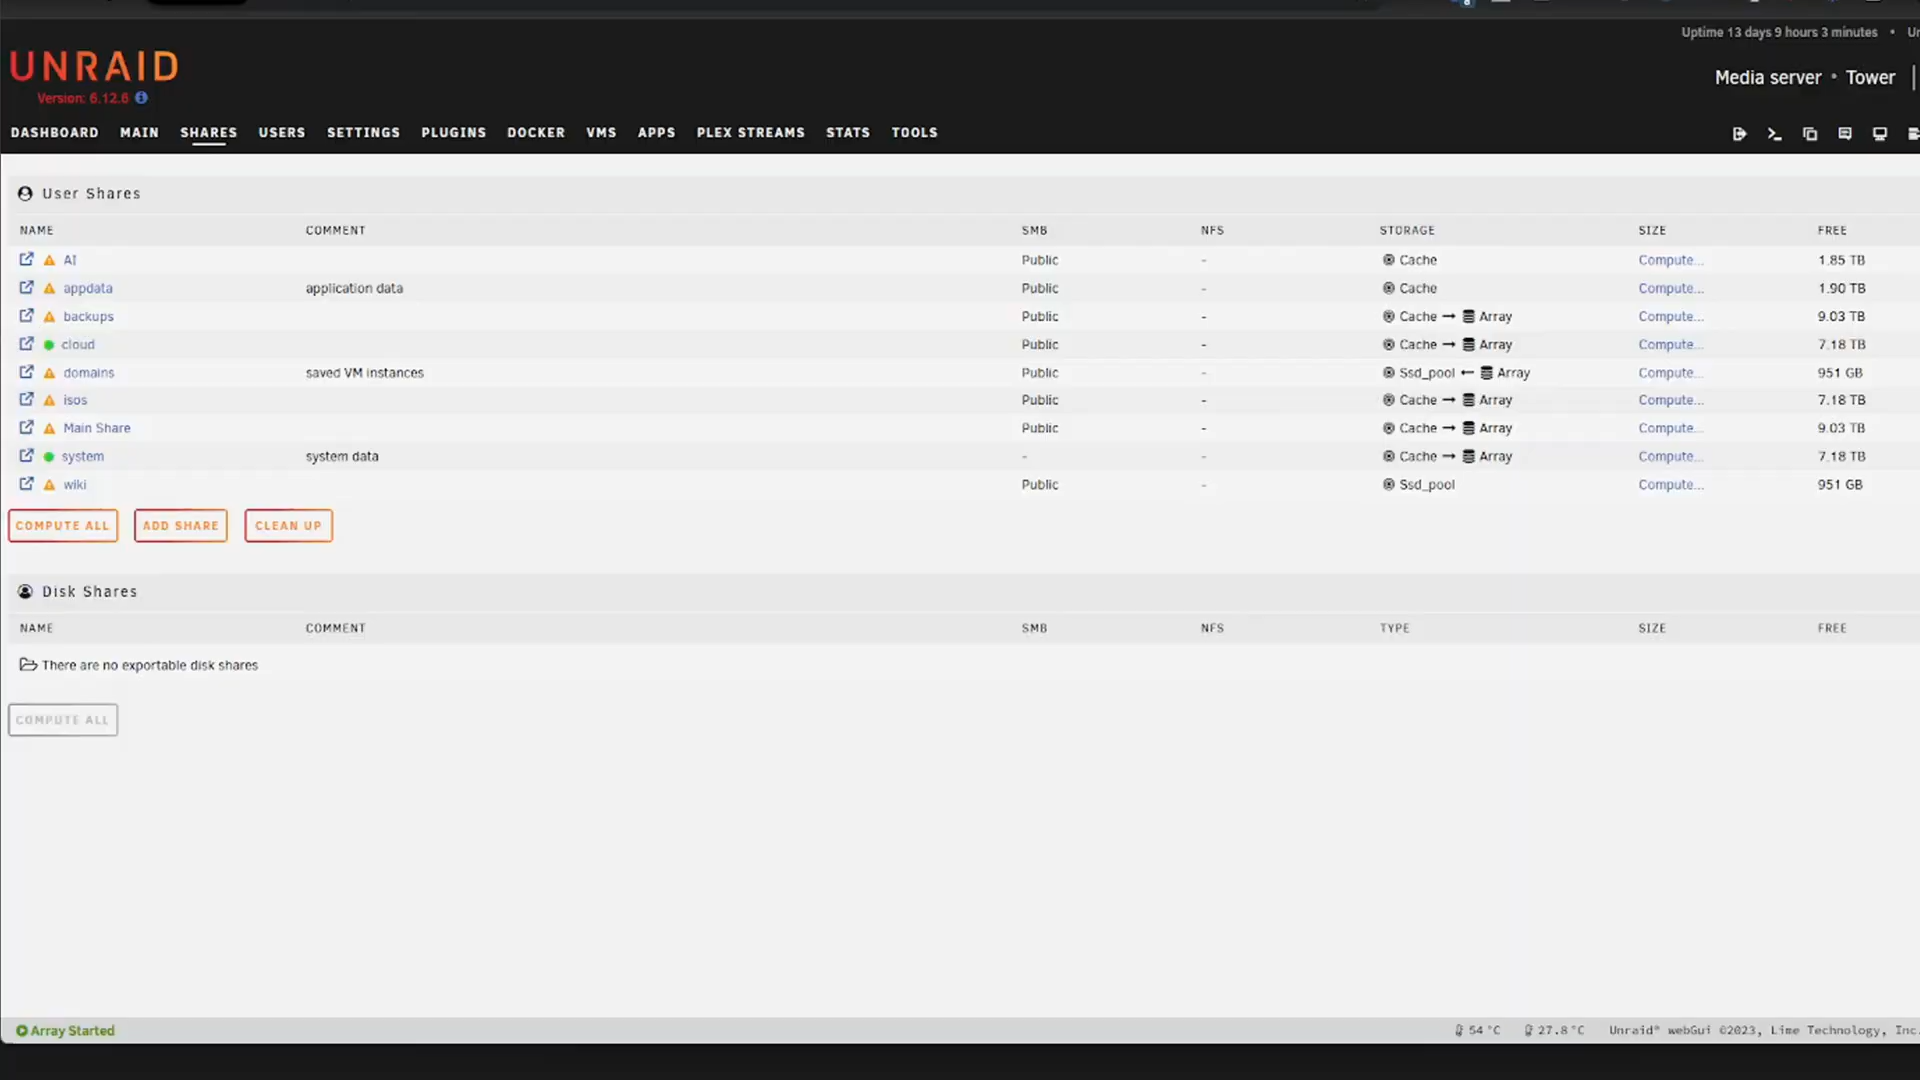 Uptime 13 days 9 hours 3 minutes •
UNRAID
Version: 6.12.6
Media server • Tower
DASHBOARD MAIN SHARES USERS SETTINGS PLUGINS DOCKER VMS APPS PLEX STREAMS STATS TOOLS
User Shares
NAME COMMENT SMB NFS STORAGE SIZE FREE
AI Public - Cache Compute... 1.85 TB
appdata application data Public - Cache Compute... 1.90 TB
backups Public - Cache → Array Compute... 9.03 TB
cloud Public - Cache → Array Compute... 7.18 TB
domains saved VM instances Public - Ssd_pool ← Array Compute... 951 GB
isos Public - Cache → Array Compute... 7.18 TB
Main Share Public - Cache → Array Compute... 9.03 TB
system system data - - Cache → Array Compute... 7.18 TB
wiki Public - Ssd_pool Compute... 951 GB
COMPUTE ALL ADD SHARE CLEAN UP
Disk Shares
NAME COMMENT SMB NFS TYPE SIZE FREE
There are no exportable disk shares
COMPUTE ALL
Array Started 54 °C 27.8 °C Unraid® webGui ©2023, Lime Technology, Inc.